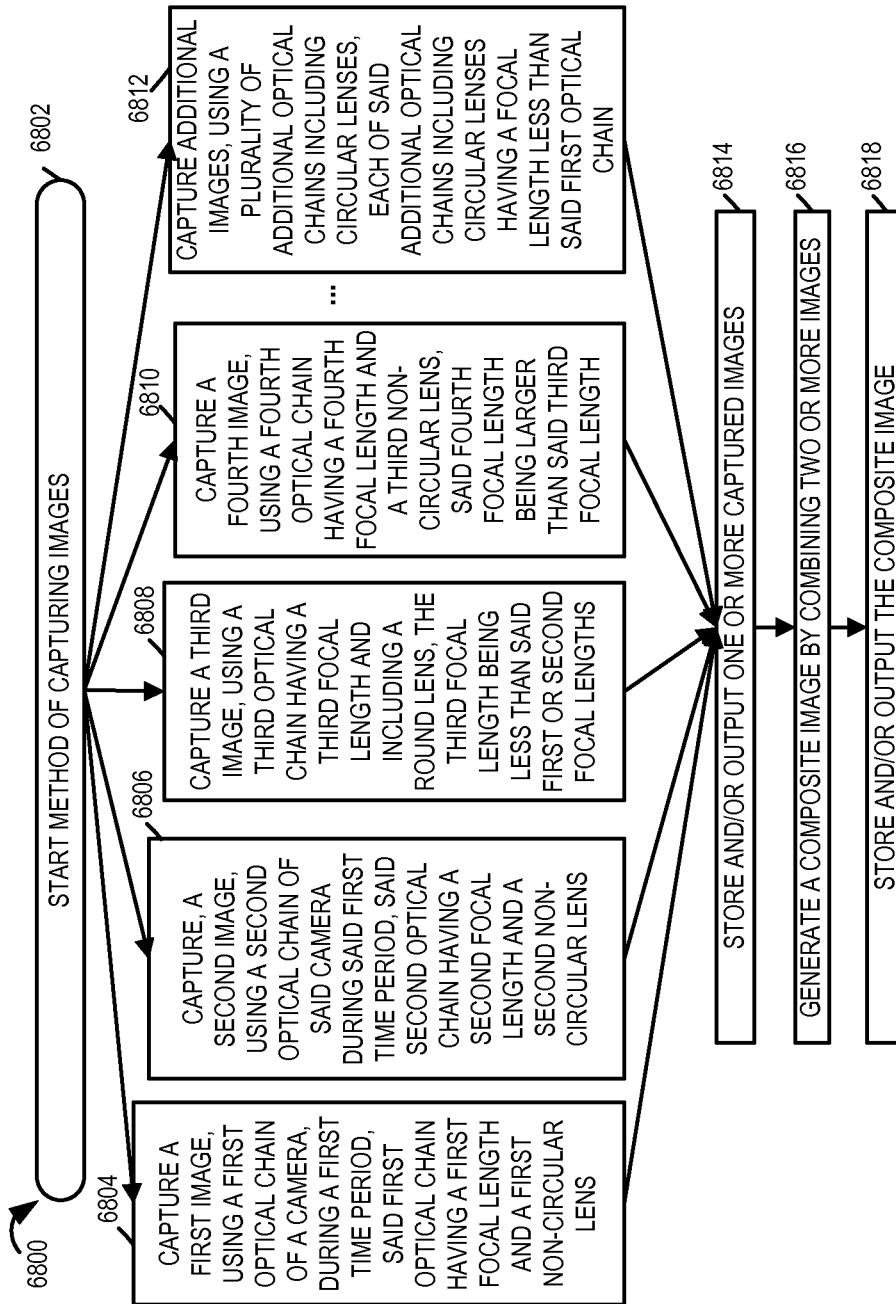 6800
6802
START METHOD OF CAPTURING IMAGES
6804
CAPTURE A
FIRST IMAGE,
USING A FIRST
OPTICAL CHAIN
OF A CAMERA,
DURING A FIRST
TIME PERIOD,
SAID FIRST
OPTICAL CHAIN
HAVING A FIRST
FOCAL LENGTH
AND A FIRST
NON-CIRCULAR
LENS
6806
CAPTURE, A
SECOND IMAGE,
USING A SECOND
OPTICAL CHAIN OF
SAID CAMERA
DURING SAID FIRST
TIME PERIOD, SAID
SECOND OPTICAL
CHAIN HAVING A
SECOND FOCAL
LENGTH AND A
SECOND NON-
CIRCULAR LENS
6808
CAPTURE A THIRD
IMAGE, USING A
THIRD OPTICAL
CHAIN HAVING A
THIRD FOCAL
LENGTH AND
INCLUDING A
ROUND LENS, THE
THIRD FOCAL
LENGTH BEING
LESS THAN SAID
FIRST OR SECOND
FOCAL LENGTHS
6810
CAPTURE A
FOURTH IMAGE,
USING A FOURTH
OPTICAL CHAIN
HAVING A FOURTH
FOCAL LENGTH AND
A THIRD NON-
CIRCULAR LENS,
SAID FOURTH
FOCAL LENGTH
BEING LARGER
THAN SAID THIRD
FOCAL LENGTH
...
6812
CAPTURE ADDITIONAL
IMAGES, USING A
PLURALITY OF
ADDITIONAL OPTICAL
CHAINS INCLUDING
CIRCULAR LENSES,
EACH OF SAID
ADDITIONAL OPTICAL
CHAINS INCLUDING
CIRCULAR LENSES
HAVING A FOCAL
LENGTH LESS THAN
SAID FIRST OPTICAL
CHAIN
6814
STORE AND/OR OUTPUT ONE OR MORE CAPTURED IMAGES
6816
GENERATE A COMPOSITE IMAGE BY COMBINING TWO OR MORE IMAGES
6818
STORE AND/OR OUTPUT THE COMPOSITE IMAGE